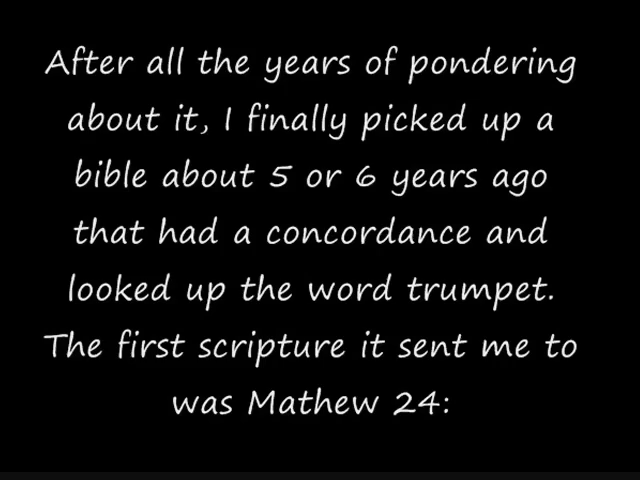 After all the years of pondering
about it, I finally picked up a
bible about 5 or 6 years ago
that had a concordance and
looked up the word trumpet.
The first scripture it sent me to
was Mathew 24: